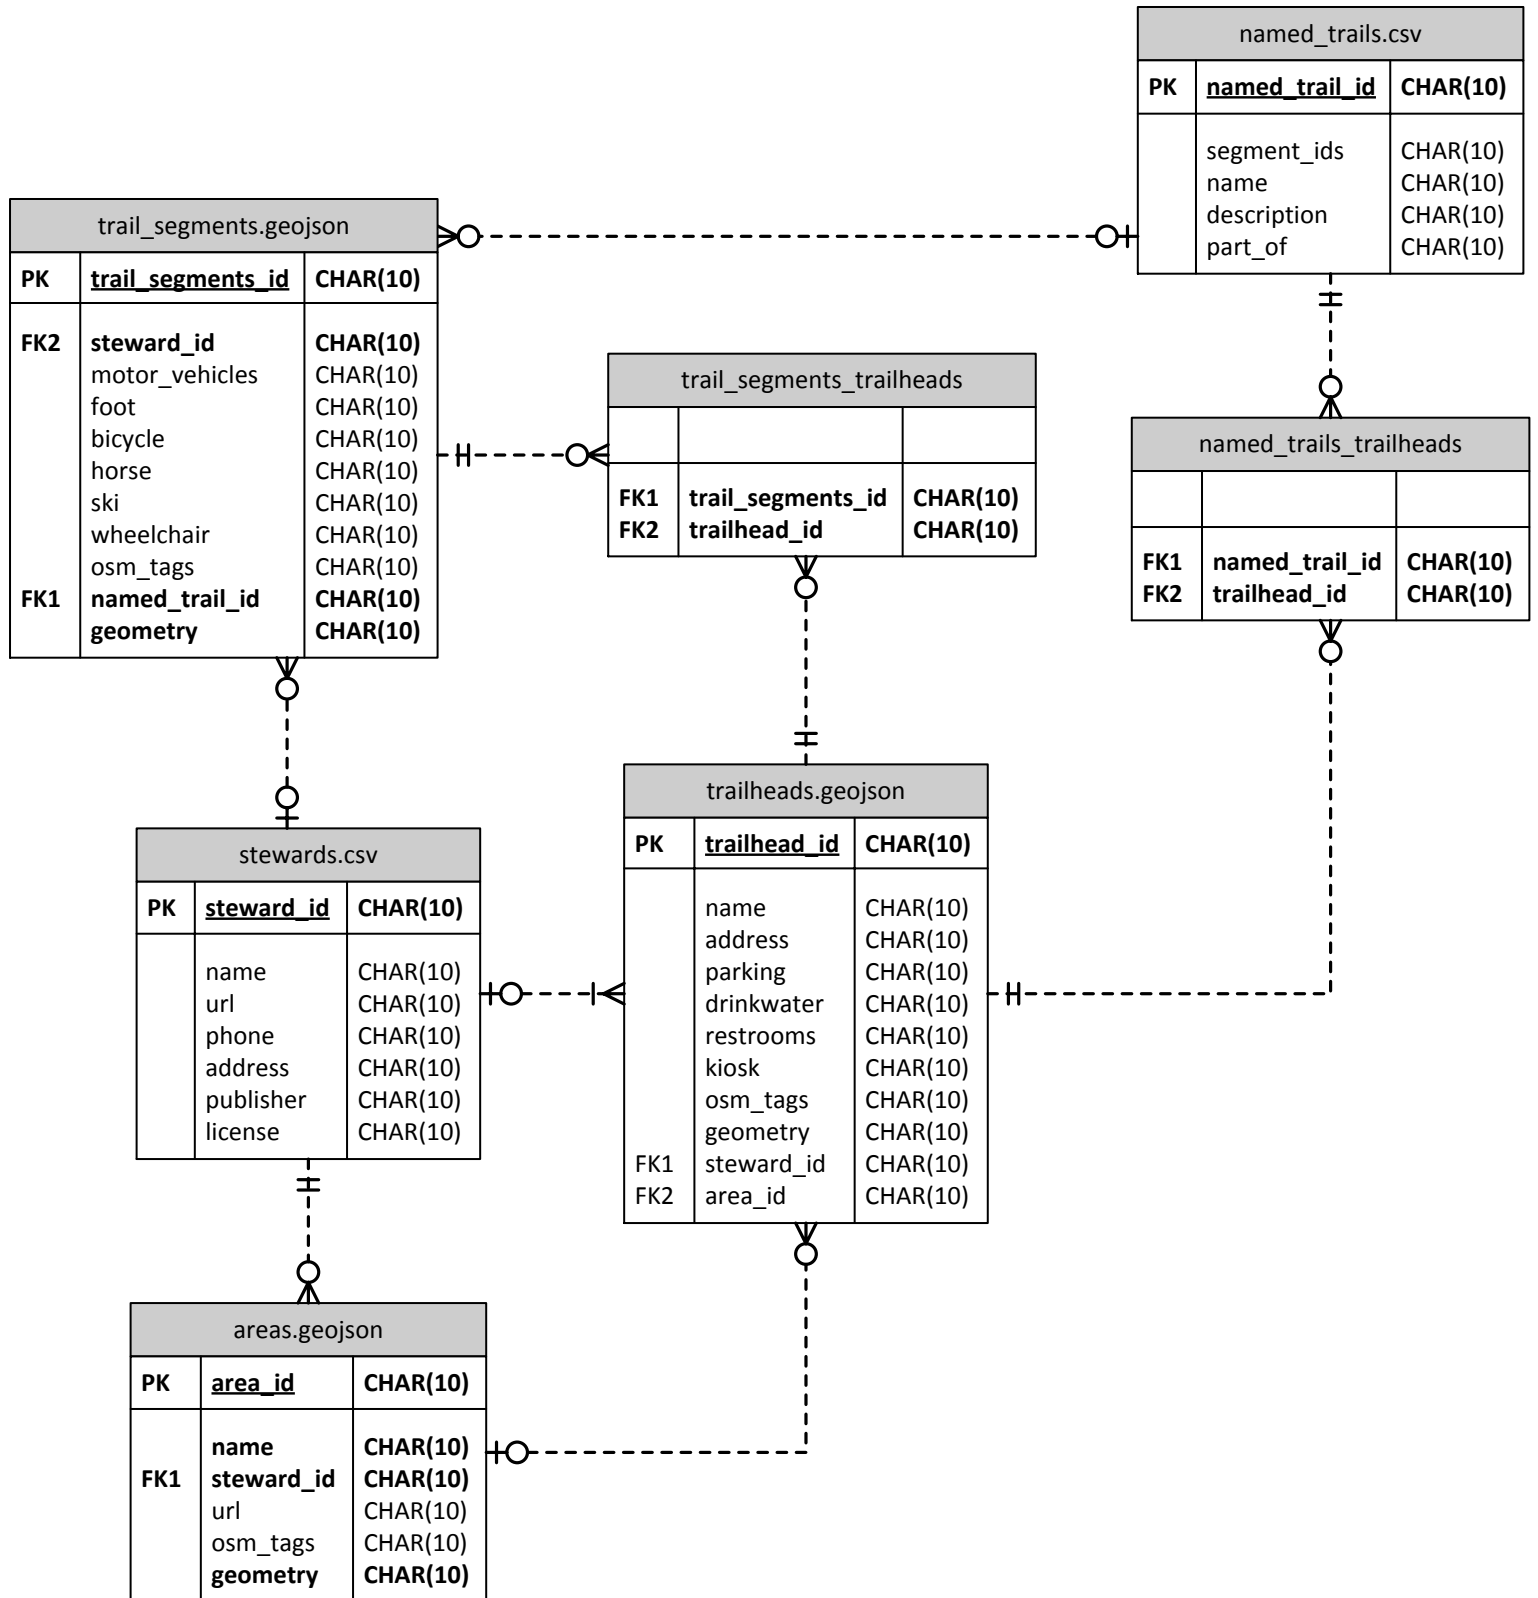 named_trails.csv
PK named_trail_id CHAR(10)
segment_ids CHAR(10)
name CHAR(10)
description CHAR(10)
part_of CHAR(10)
trail_segments.geojson
PK trail_segments_id CHAR(10)
FK2 steward_id CHAR(10)
motor_vehicles CHAR(10)
foot CHAR(10)
bicycle CHAR(10)
horse CHAR(10)
ski CHAR(10)
wheelchair CHAR(10)
osm_tags CHAR(10)
FK1 named_trail_id CHAR(10)
geometry CHAR(10)
trail_segments_trailheads
FK1 trail_segments_id CHAR(10)
FK2 trailhead_id CHAR(10)
named_trails_trailheads
FK1 named_trail_id CHAR(10)
FK2 trailhead_id CHAR(10)
stewards.csv
PK steward_id CHAR(10)
name CHAR(10)
url CHAR(10)
phone CHAR(10)
address CHAR(10)
publisher CHAR(10)
license CHAR(10)
trailheads.geojson
PK trailhead_id CHAR(10)
name CHAR(10)
address CHAR(10)
parking CHAR(10)
drinkwater CHAR(10)
restrooms CHAR(10)
kiosk CHAR(10)
osm_tags CHAR(10)
geometry CHAR(10)
FK1 steward_id CHAR(10)
FK2 area_id CHAR(10)
areas.geojson
PK area_id CHAR(10)
name CHAR(10)
FK1 steward_id CHAR(10)
url CHAR(10)
osm_tags CHAR(10)
geometry CHAR(10)